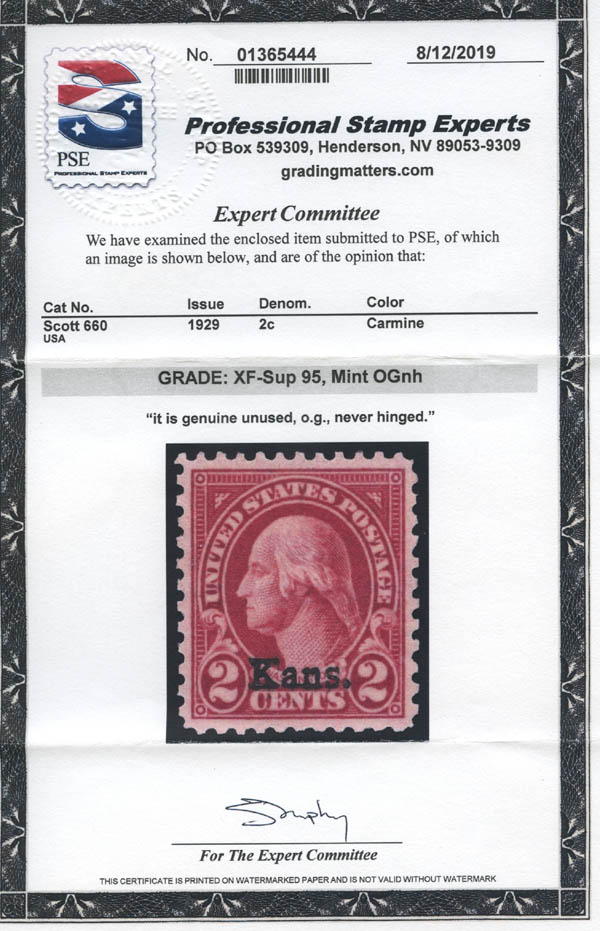 No. 01365444 8/12/2019
PSE
PROFESSIONAL STAMP EXPERTS
Professional Stamp Experts
PO Box 539309, Henderson, NV 89053-9309
gradingmatters.com
Expert Committee
We have examined the enclosed item submitted to PSE, of which
an image is shown below, and are of the opinion that:
Cat No. Issue Denom. Color
Scott 660 1929 2c Carmine
USA
GRADE: XF-Sup 95, Mint OGnh
“it is genuine unused, o.g., never hinged.”
UNITED STATES POSTAGE
Kans.
2 CENTS 2
For The Expert Committee
THIS CERTIFICATE IS PRINTED ON WATERMARKED PAPER AND IS NOT VALID WITHOUT WATERMARK